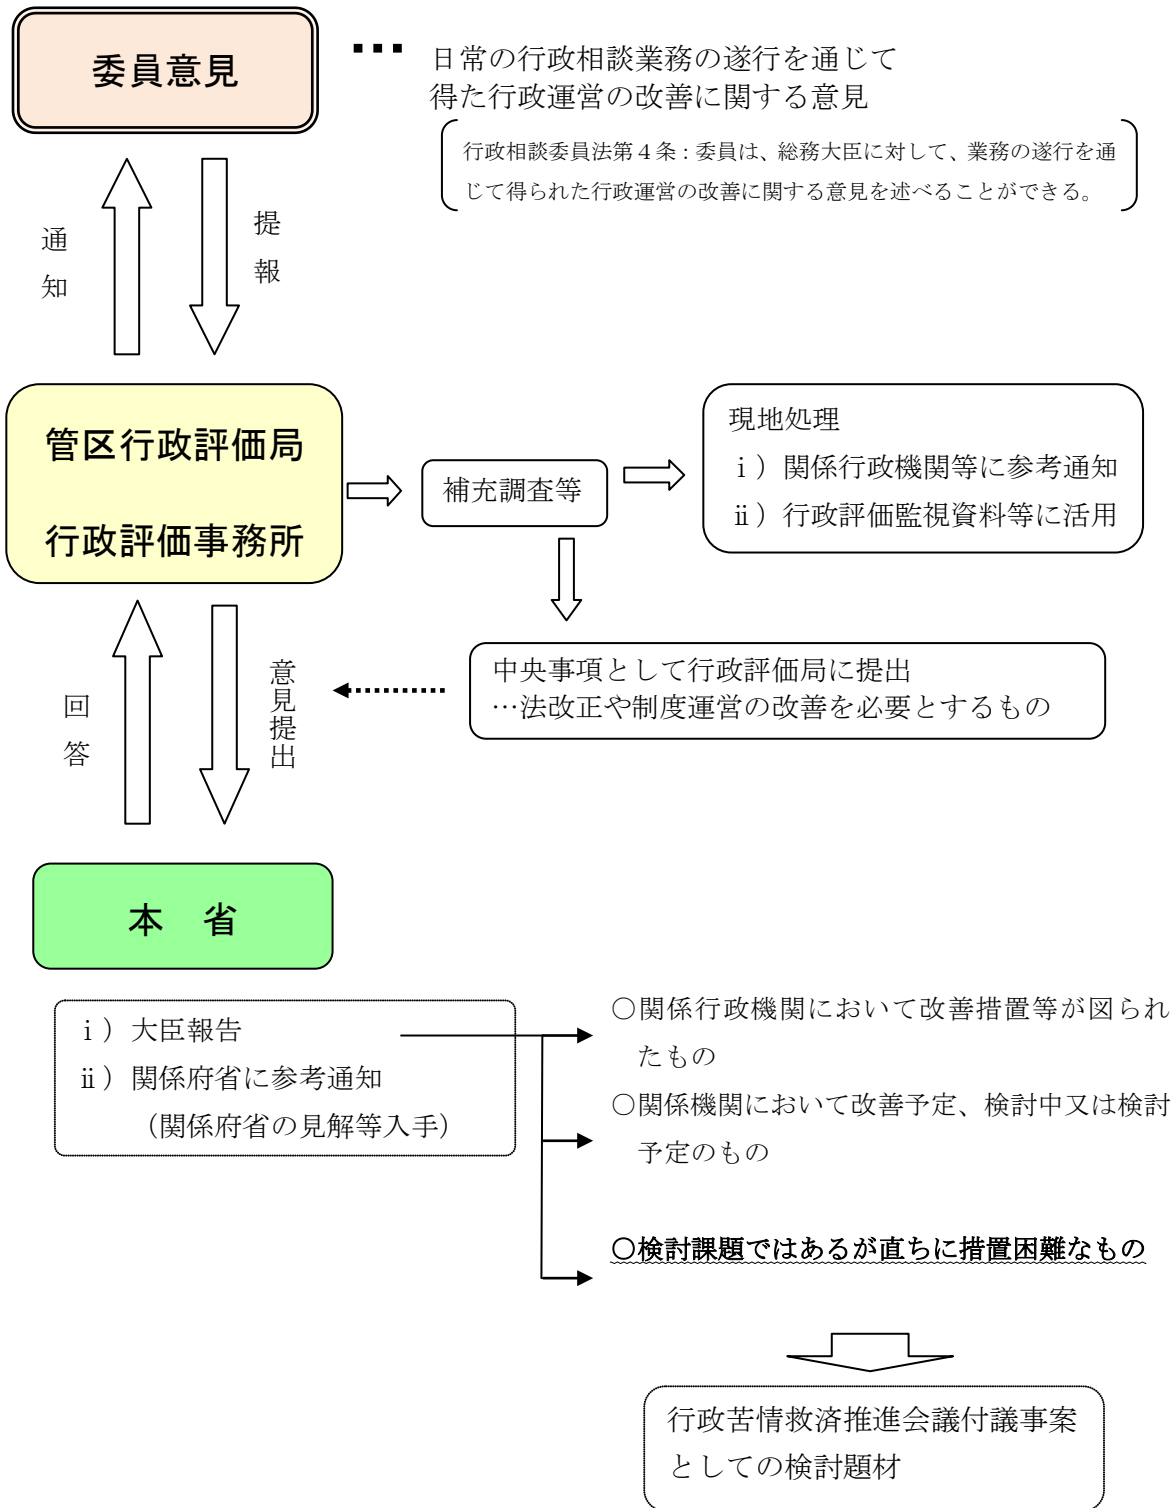 委員意見
…
日常の行政相談業務の遂行を通じて
得た行政運営の改善に関する意見
行政相談委員法第4条：委員は、総務大臣に対して、業務の遂行を通
じて得られた行政運営の改善に関する意見を述べることができる。
通知
提報
管区行政評価局
行政評価事務所
補充調査等
現地処理
ⅰ）関係行政機関等に参考通知
ⅱ）行政評価監視資料等に活用
中央事項として行政評価局に提出
…法改正や制度運営の改善を必要とするもの
回答
意見提出
本　省
ⅰ）大臣報告
ⅱ）関係府省に参考通知
（関係府省の見解等入手）
○関係行政機関において改善措置等が図られ
たもの
○関係機関において改善予定、検討中又は検討
予定のもの
○検討課題ではあるが直ちに措置困難なもの
行政苦情救済推進会議付議事案
としての検討題材